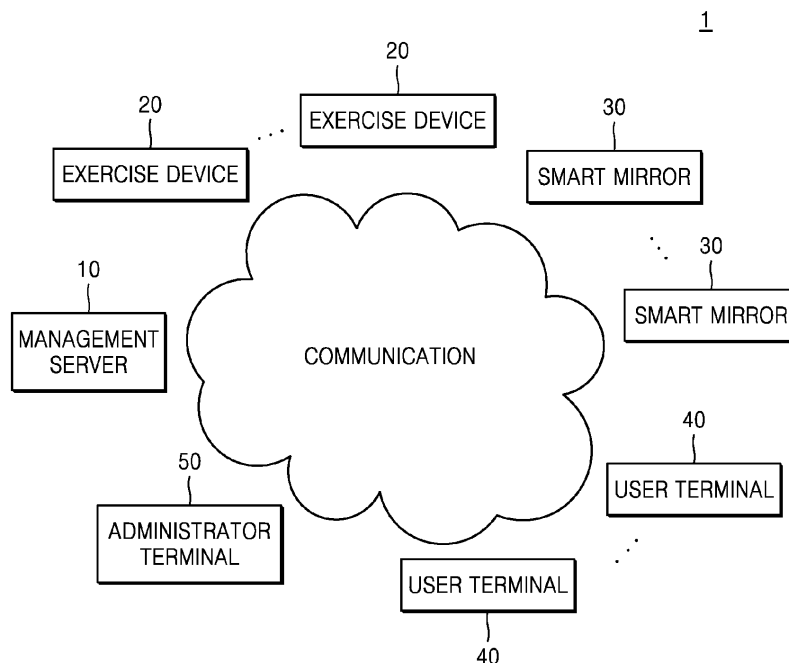 1
20
EXERCISE DEVICE
20
EXERCISE DEVICE
30
SMART MIRROR
30
SMART MIRROR
10
MANAGEMENT
SERVER
COMMUNICATION
40
USER TERMINAL
50
ADMINISTRATOR
TERMINAL
USER TERMINAL
40